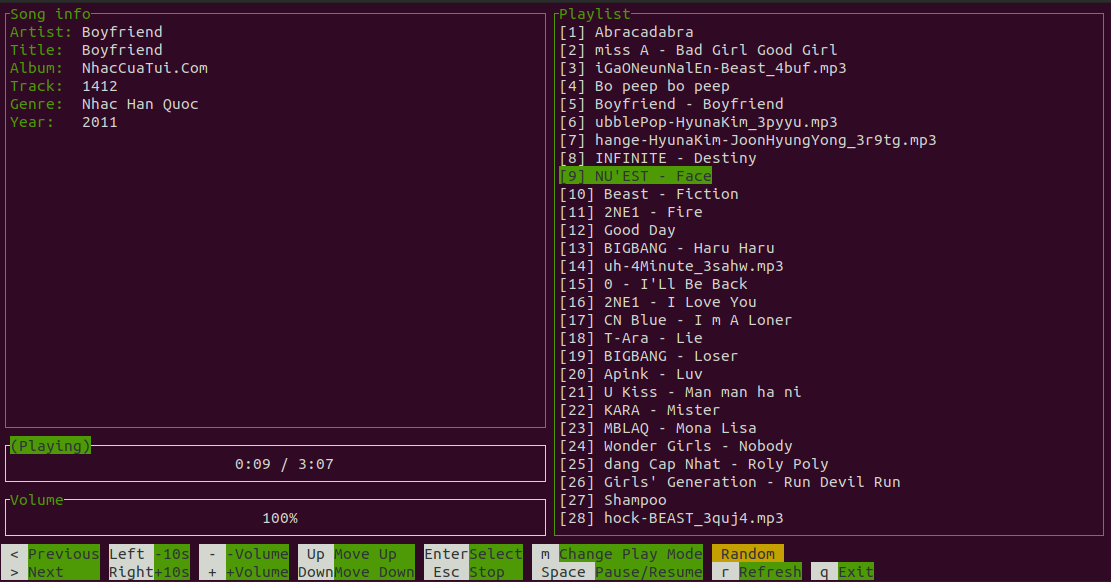 Song info
Artist: Boyfriend
Title: Boyfriend
Album: NhacCuaTui.Com
Track: 1412
Genre: Nhac Han Quoc
Year: 2011
(Playing)
0:09 / 3:07
Volume
100%
Playlist
[1] Abracadabra
[2] miss A - Bad Girl Good Girl
[3] iGaONeunNalEn-Beast_4buf.mp3
[4] Bo peep bo peep
[5] Boyfriend - Boyfriend
[6] ubblePop-HyunaKim_3pyyu.mp3
[7] hange-HyunaKim-JoonHyungYong_3r9tg.mp3
[8] INFINITE - Destiny
[9] NU'EST - Face
[10] Beast - Fiction
[11] 2NE1 - Fire
[12] Good Day
[13] BIGBANG - Haru Haru
[14] uh-4Minute_3sahw.mp3
[15] 0 - I'Ll Be Back
[16] 2NE1 - I Love You
[17] CN Blue - I m A Loner
[18] T-Ara - Lie
[19] BIGBANG - Loser
[20] Apink - Luv
[21] U Kiss - Man man ha ni
[22] KARA - Mister
[23] MBLAQ - Mona Lisa
[24] Wonder Girls - Nobody
[25] dang Cap Nhat - Roly Poly
[26] Girls' Generation - Run Devil Run
[27] Shampoo
[28] hock-BEAST_3quj4.mp3
< Previous Left -10s - -Volume Up Move Up Enter Select m Change Play Mode Random
> Next Right +10s + +Volume Down Move Down Esc Stop Space Pause/Resume r Refresh q Exit